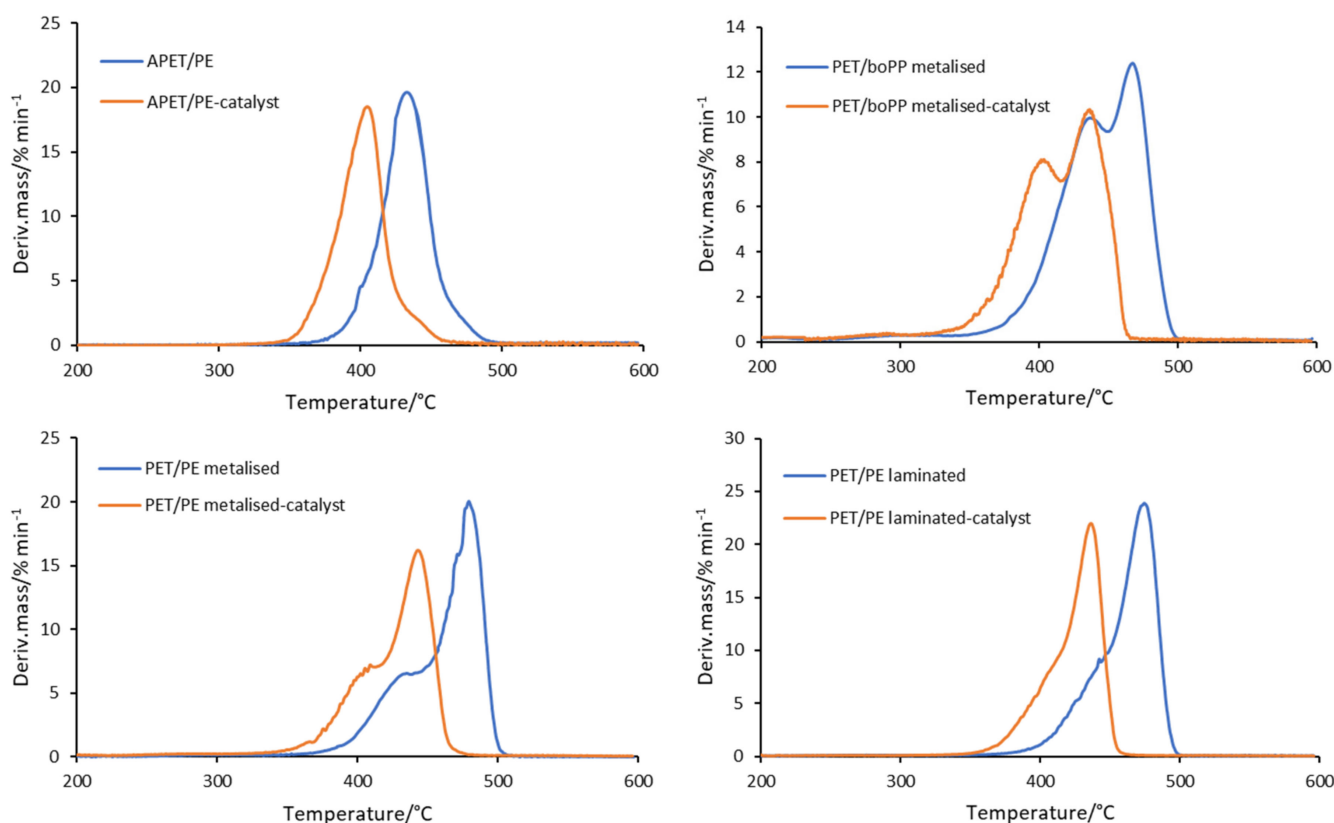 25
20
15
10
5
0
Deriv.mass/% min⁻¹
APET/PE
APET/PE-catalyst
200 300 400 500 600
Temperature/°C
14
12
10
8
6
4
2
0
Deriv.mass/% min⁻¹
PET/boPP metalised
PET/boPP metalised-catalyst
200 300 400 500 600
Temperature/°C
25
20
15
10
5
0
Deriv.mass/% min⁻¹
PET/PE metalised
PET/PE metalised-catalyst
200 300 400 500 600
Temperature/°C
30
25
20
15
10
5
0
Deriv.mass/% min⁻¹
PET/PE laminated
PET/PE laminated-catalyst
200 300 400 500 600
Temperature/°C